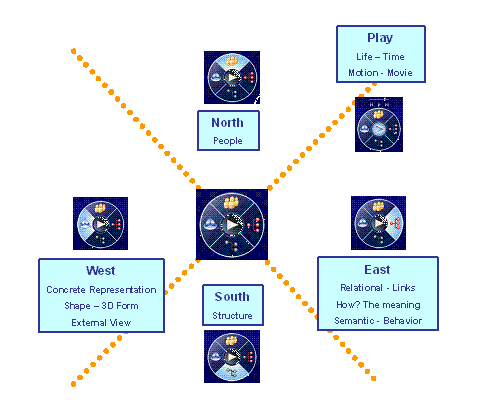 Play
Life – Time
Motion - Movie
North
People
West
Concrete Representation
Shape – 3D Form
External View
South
Structure
East
Relational - Links
How? The meaning
Semantic - Behavior